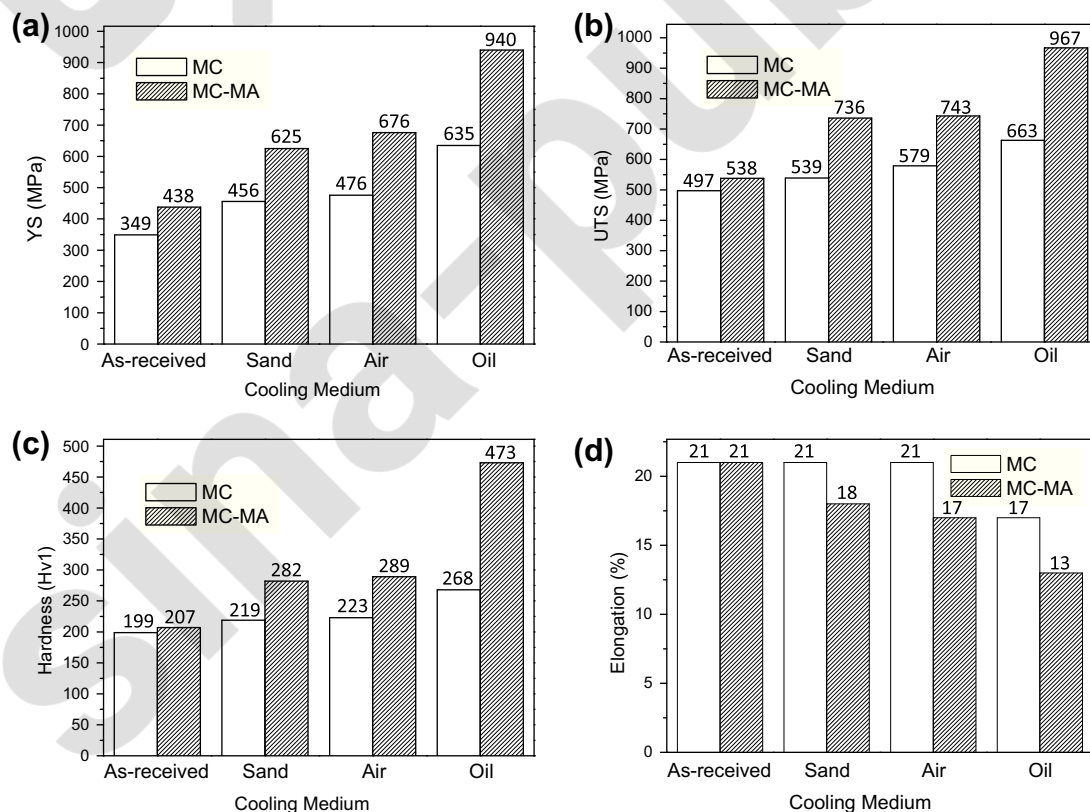 (a)
1000
900
800
700
600
500
400
300
200
100
0
YS (MPa)
MC
MC-MA
349
438
456
625
476
676
635
940
As-received Sand Air Oil
Cooling Medium
(b)
1000
900
800
700
600
500
400
300
200
100
0
UTS (MPa)
MC
MC-MA
497
538
539
736
579
743
663
967
As-received Sand Air Oil
Cooling Medium
(c)
500
450
400
350
300
250
200
150
100
50
0
Hardness (Hv1)
MC
MC-MA
199
207
219
282
223
289
268
473
As-received Sand Air Oil
Cooling Medium
(d)
20
15
10
5
0
Elongation (%)
MC
MC-MA
21
21
21
18
21
17
17
13
As-received Sand Air Oil
Cooling Medium